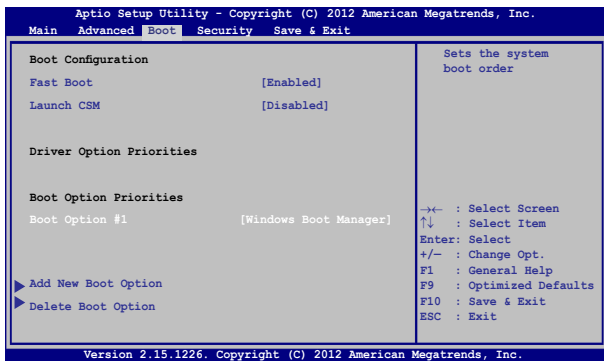 Aptio Setup Utility - Copyright (C) 2012 American Megatrends, Inc.
Main Advanced Boot Security Save & Exit
Boot Configuration
Fast Boot [Enabled]
Launch CSM [Disabled]
Driver Option Priorities
Boot Option Priorities
Boot Option #1 [Windows Boot Manager]
Add New Boot Option
Delete Boot Option
Sets the system
boot order
→← : Select Screen
↑↓ : Select Item
Enter: Select
+/— : Change Opt.
F1 : General Help
F9 : Optimized Defaults
F10 : Save & Exit
ESC : Exit
Version 2.15.1226. Copyright (C) 2012 American Megatrends, Inc.